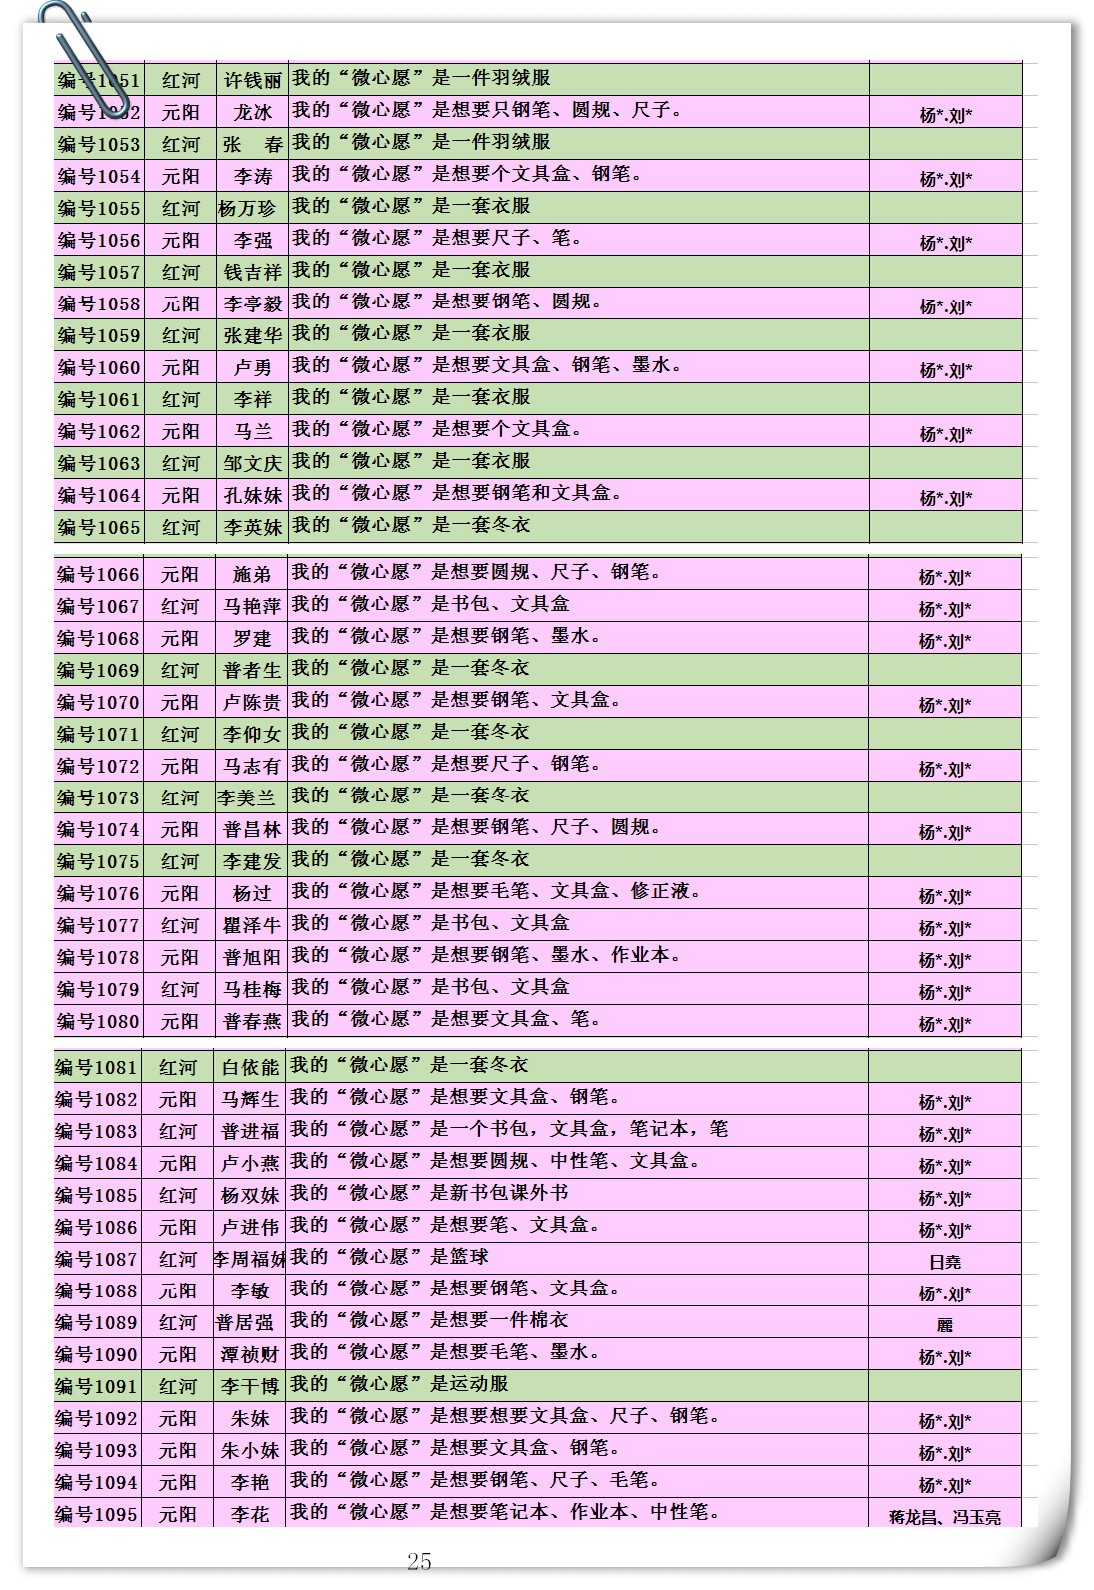 编号1051 红河 许钱丽 我的“微心愿”是一件羽绒服
编号1052 元阳 龙冰 我的“微心愿”是想要只钢笔、圆规、尺子。 杨*.刘*
编号1053 红河 张 春 我的“微心愿”是一件羽绒服
编号1054 元阳 李涛 我的“微心愿”是想要个文具盒、钢笔。 杨*.刘*
编号1055 红河 杨万珍 我的“微心愿”是一套衣服
编号1056 元阳 李强 我的“微心愿”是想要尺子、笔。 杨*.刘*
编号1057 红河 钱吉祥 我的“微心愿”是一套衣服
编号1058 元阳 李亭毅 我的“微心愿”是想要钢笔、圆规。 杨*.刘*
编号1059 红河 张建华 我的“微心愿”是一套衣服
编号1060 元阳 卢勇 我的“微心愿”是想要文具盒、钢笔、墨水。 杨*.刘*
编号1061 红河 李祥 我的“微心愿”是一套衣服
编号1062 元阳 马兰 我的“微心愿”是想要个文具盒。 杨*.刘*
编号1063 红河 邹文庆 我的“微心愿”是一套衣服
编号1064 元阳 孔妹妹 我的“微心愿”是想要钢笔和文具盒。 杨*.刘*
编号1065 红河 李英妹 我的“微心愿”是一套冬衣
编号1066 元阳 施弟 我的“微心愿”是想要圆规、尺子、钢笔。 杨*.刘*
编号1067 红河 马艳萍 我的“微心愿”是书包、文具盒 杨*.刘*
编号1068 元阳 罗建 我的“微心愿”是想要钢笔、墨水。 杨*.刘*
编号1069 红河 普者生 我的“微心愿”是一套冬衣
编号1070 元阳 卢陈贵 我的“微心愿”是想要钢笔、文具盒。 杨*.刘*
编号1071 红河 李仰女 我的“微心愿”是一套冬衣
编号1072 元阳 马志有 我的“微心愿”是想要尺子、钢笔。 杨*.刘*
编号1073 红河 李美兰 我的“微心愿”是一套冬衣
编号1074 元阳 普昌林 我的“微心愿”是想要钢笔、尺子、圆规。 杨*.刘*
编号1075 红河 李建发 我的“微心愿”是一套冬衣
编号1076 元阳 杨过 我的“微心愿”是想要毛笔、文具盒、修正液。 杨*.刘*
编号1077 红河 瞿泽牛 我的“微心愿”是书包、文具盒 杨*.刘*
编号1078 元阳 普旭阳 我的“微心愿”是想要钢笔、墨水、作业本。 杨*.刘*
编号1079 红河 马桂梅 我的“微心愿”是书包、文具盒 杨*.刘*
编号1080 元阳 普春燕 我的“微心愿”是想要文具盒、笔。 杨*.刘*
编号1081 红河 白依能 我的“微心愿”是一套冬衣
编号1082 元阳 马辉生 我的“微心愿”是想要文具盒、钢笔。 杨*.刘*
编号1083 红河 普进福 我的“微心愿”是一个书包，文具盒，笔记本，笔 杨*.刘*
编号1084 元阳 卢小燕 我的“微心愿”是想要圆规、中性笔、文具盒。 杨*.刘*
编号1085 红河 杨双妹 我的“微心愿”是新书包课外书 杨*.刘*
编号1086 元阳 卢进伟 我的“微心愿”是想要笔、文具盒。 杨*.刘*
编号1087 红河 李周福妹 我的“微心愿”是篮球 日堯
编号1088 元阳 李敏 我的“微心愿”是想要钢笔、文具盒。 杨*.刘*
编号1089 红河 普居强 我的“微心愿”是想要一件棉衣 麗
编号1090 元阳 潭祯财 我的“微心愿”是想要毛笔、墨水。 杨*.刘*
编号1091 红河 李干博 我的“微心愿”是运动服
编号1092 元阳 朱妹 我的“微心愿”是想要想要文具盒、尺子、钢笔。 杨*.刘*
编号1093 元阳 朱小妹 我的“微心愿”是想要文具盒、钢笔。 杨*.刘*
编号1094 元阳 李艳 我的“微心愿”是想要钢笔、尺子、毛笔。 杨*.刘*
编号1095 元阳 李花 我的“微心愿”是想要笔记本、作业本、中性笔。 蒋龙昌、冯玉亮
25